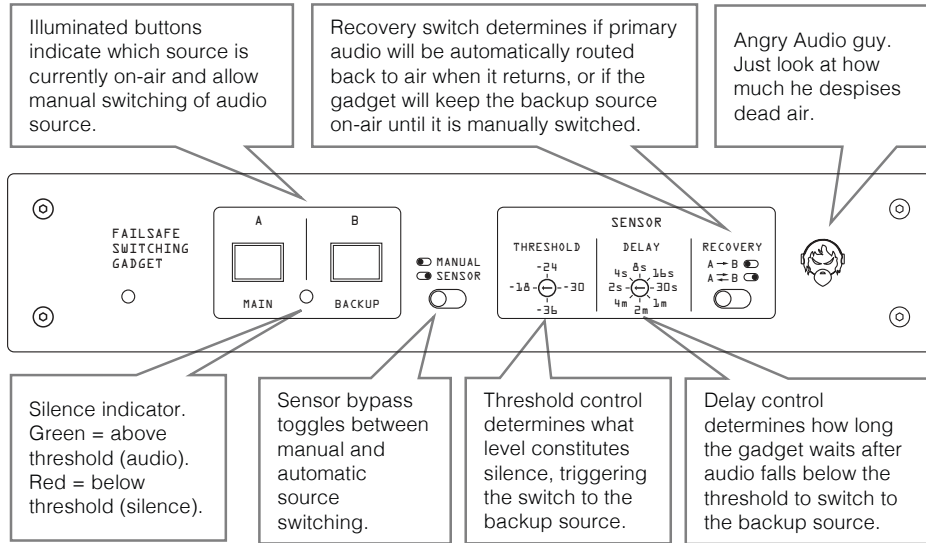 Illuminated buttons
indicate which source is
currently on-air and allow
manual switching of audio
source.
Recovery switch determines if primary
audio will be automatically routed
back to air when it returns, or if the
gadget will keep the backup source
on-air until it is manually switched.
Angry Audio guy.
Just look at how
much he despises
dead air.
FAILSAFE
SWITCHING
GADGET
A
B
MAIN
BACKUP
MANUAL
SENSOR
SENSOR
THRESHOLD
-24
-18
-30
-36
DELAY
8s
4s
16s
2s
30s
4m
1m
2m
RECOVERY
A → B
A ⇄ B
Silence indicator.
Green = above
threshold (audio).
Red = below
threshold (silence).
Sensor bypass
toggles between
manual and
automatic
source
switching.
Threshold control
determines what
level constitutes
silence, triggering
the switch to the
backup source.
Delay control
determines how long
the gadget waits after
audio falls below the
threshold to switch to
the backup source.